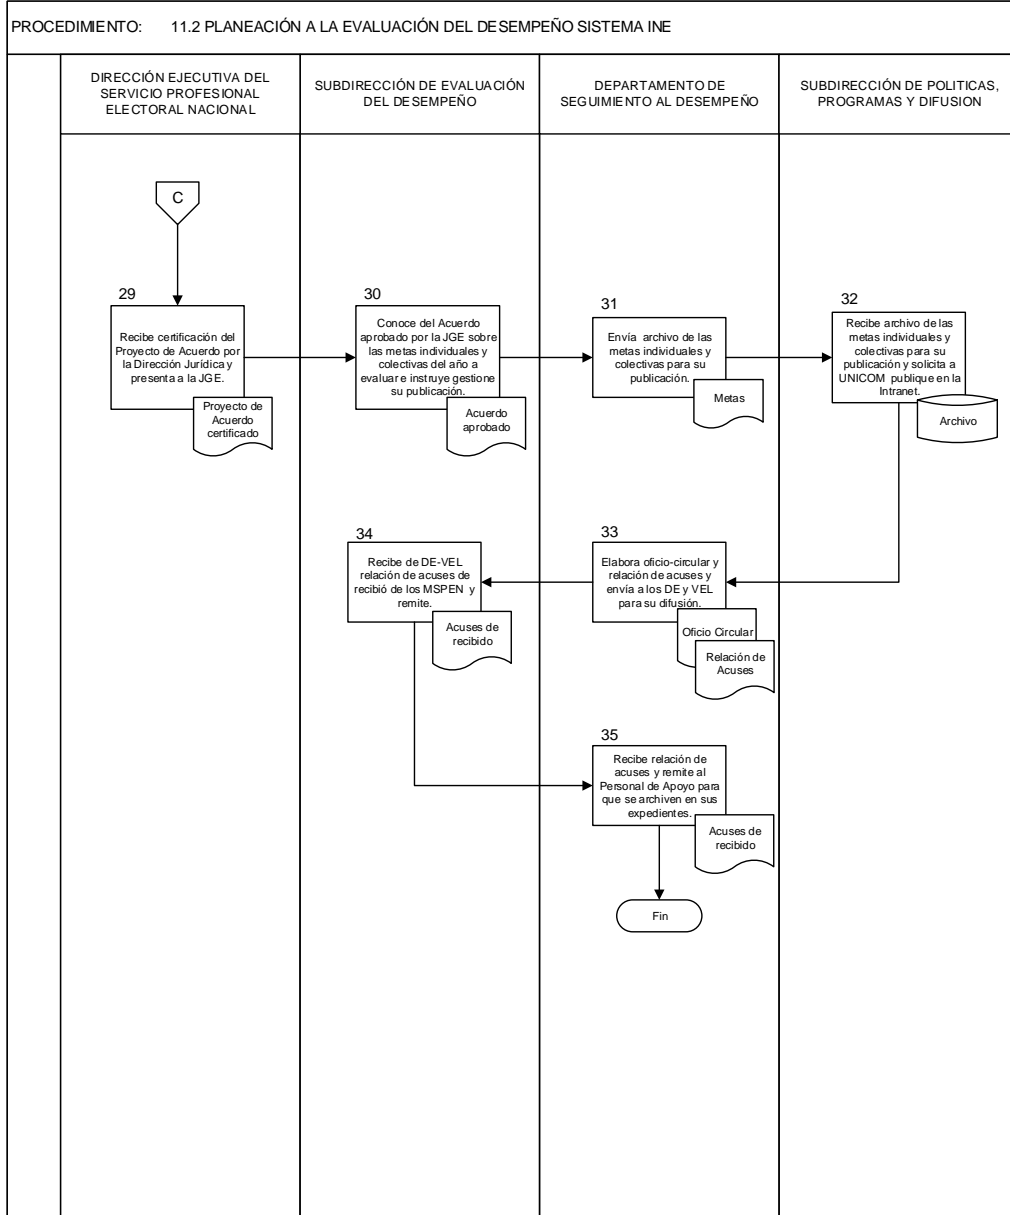 PROCEDIMIENTO: 11.2 PLANEACIÓN A LA EVALUACIÓN DEL DESEMPEÑO SISTEMA INE
DIRECCIÓN EJECUTIVA DEL
SERVICIO PROFESIONAL
ELECTORAL NACIONAL
SUBDIRECCIÓN DE EVALUACIÓN
DEL DESEMPEÑO
DEPARTAMENTO DE
SEGUIMIENTO AL DESEMPEÑO
SUBDIRECCIÓN DE POLITICAS,
PROGRAMAS Y DIFUSION
C
29
Recibe certificación del
Proyecto de Acuerdo por
la Dirección Jurídica y
presenta a la JGE.
Proyecto de
Acuerdo
certificado
30
Conoce del Acuerdo
aprobado por la JGE sobre
las metas individuales y
colectivas del año a
evaluar e instruye gestione
su publicación.
Acuerdo
aprobado
31
Envía archivo de las
metas individuales y
colectivas para su
publicación.
Metas
32
Recibe archivo de las
metas individuales y
colectivas para su
publicación y solicita a
UNICOM publique en la
Intranet.
Archivo
33
Elabora oficio-circular y
relación de acuses y
envía a los DE y VEL
para su difusión.
Oficio Circular
Relación de
Acuses
34
Recibe de DE-VEL
relación de acuses de
recibió de los MSPEN y
remite.
Acuses de
recibido
35
Recibe relación de
acuses y remite al
Personal de Apoyo para
que se archiven en sus
expedientes.
Acuses de
recibido
Fin